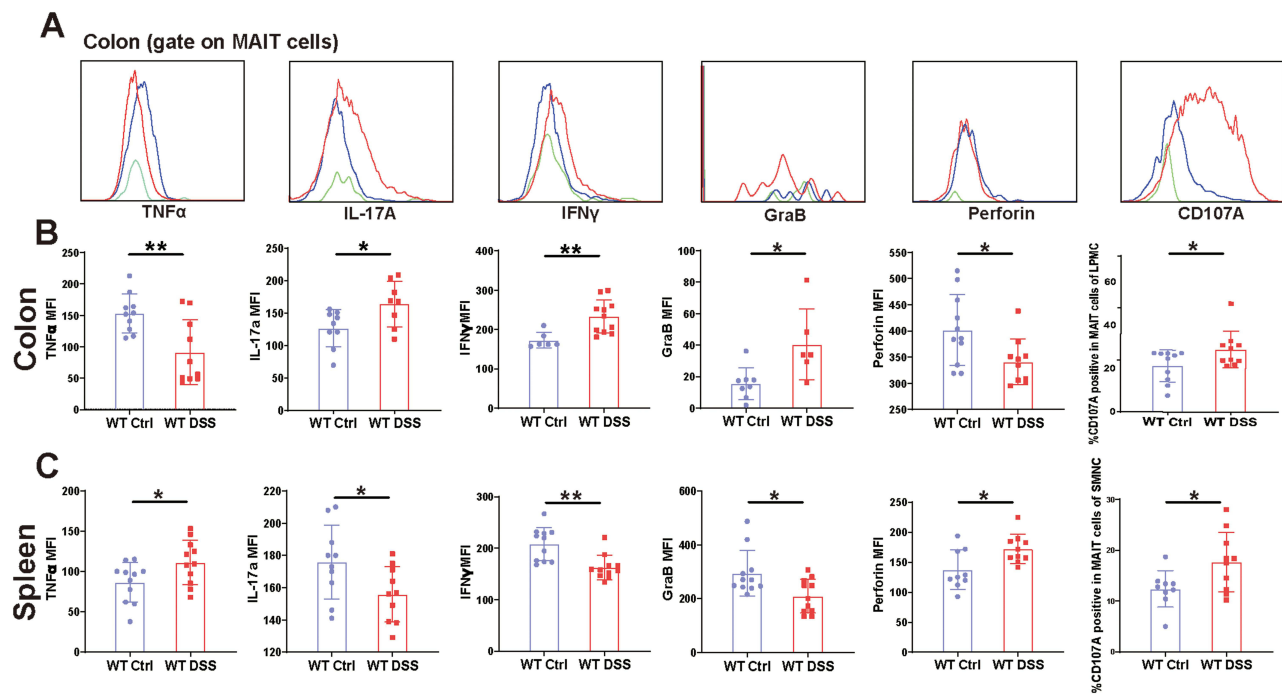 A
Colon (gate on MAIT cells)
TNFα
IL-17A
IFNγ
GraB
Perforin
CD107A
B
Colon
TNFα MFI
250
200
150
100
50
0
**
WT Ctrl WT DSS
IL-17a MFI
250
200
150
100
50
0
*
WT Ctrl WT DSS
IFNγMFI
400
300
200
100
0
**
WT Ctrl WT DSS
GraB MFI
100
80
60
40
20
0
*
WT Ctrl WT DSS
Perforin MFI
550
500
450
400
350
300
250
*
WT Ctrl WT DSS
%CD107A positive in MAIT cells of LPMC
60
40
20
0
*
WT Ctrl WT DSS
C
Spleen
TNFα MFI
200
150
100
50
0
*
WT Ctrl WT DSS
IL-17a MFI
220
200
180
160
140
120
*
WT Ctrl WT DSS
IFNγMFI
300
200
100
0
**
WT Ctrl WT DSS
GraB MFI
600
400
200
0
*
WT Ctrl WT DSS
Perforin MFI
250
200
150
100
50
0
*
WT Ctrl WT DSS
%CD107A positive in MAIT cells of SMNC
30
20
10
0
*
WT Ctrl WT DSS